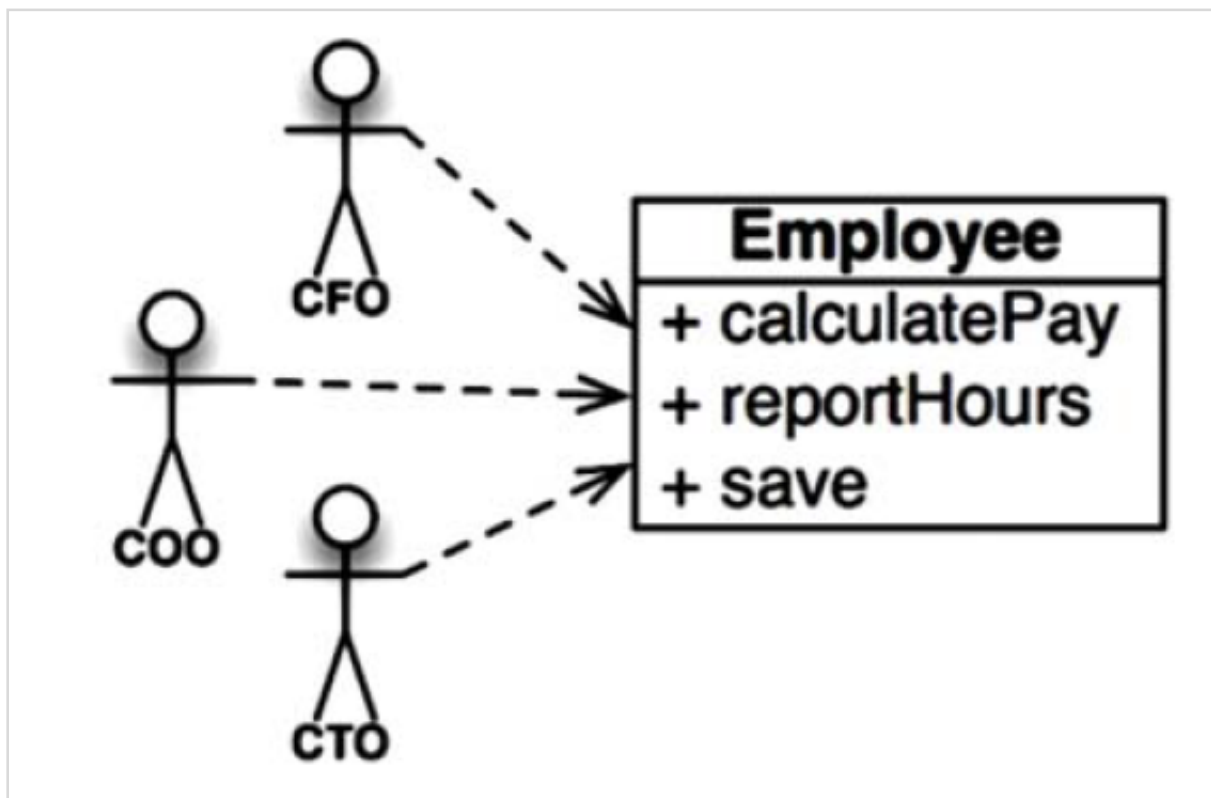 CFO
COO
CTO
Employee
+ calculatePay
+ reportHours
+ save